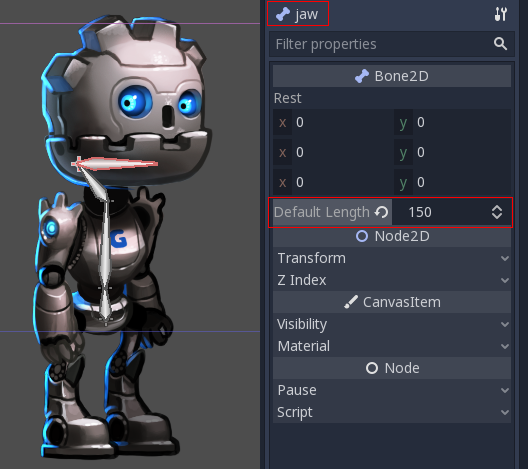 jaw
Filter properties
Bone2D
Rest
x 0 y 0
x 0 y 0
x 0 y 0
Default Length 150
Node2D
Transform
Z Index
CanvasItem
Visibility
Material
Node
Pause
Script
G